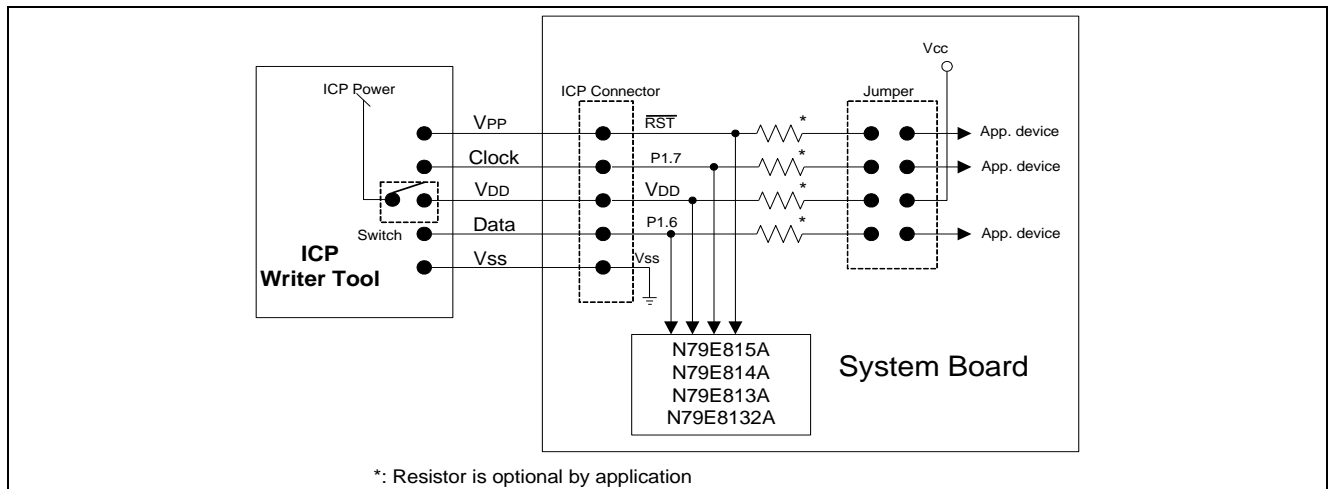 Vcc
ICP Power
ICP Connector
Jumper
VPP
RST
*
App. device
Clock
P1.7
*
App. device
VDD
VDD
*
Switch
Data
P1.6
*
App. device
ICP
Writer Tool
Vss
Vss
N79E815A
N79E814A
N79E813A
N79E8132A
System Board
*: Resistor is optional by application